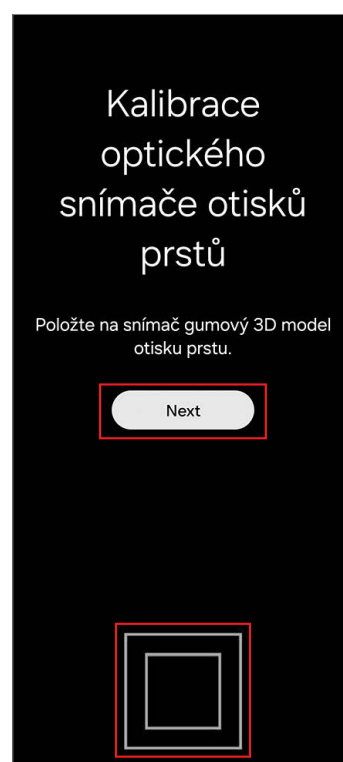 Kalibrace
optického
snímače otisků
prstů
Položte na snímač gumový 3D model
otisku prstu.
Next